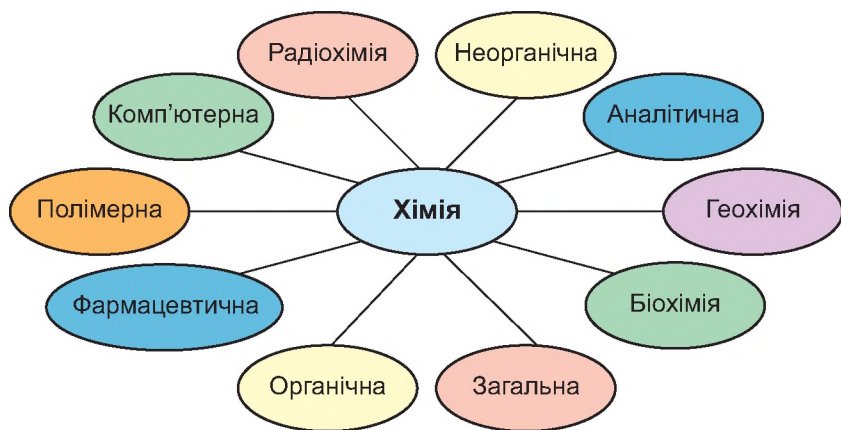 Радіохімія
Неорганічна
Комп’ютерна
Аналітична
Полімерна
Хімія
Геохімія
Фармацевтична
Біохімія
Органічна
Загальна